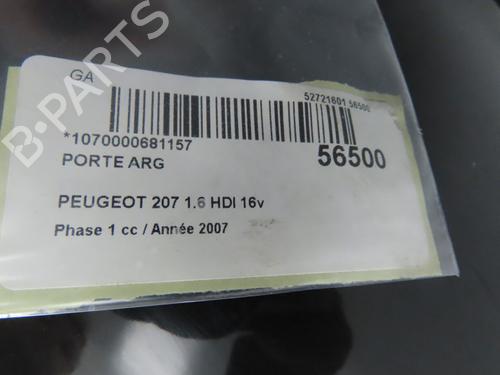 GA
52721601 56500
*1070000681157
56500
PORTE ARG
PEUGEOT 207 1.6 HDI 16v
Phase 1 cc / Année 2007
B-PARTS